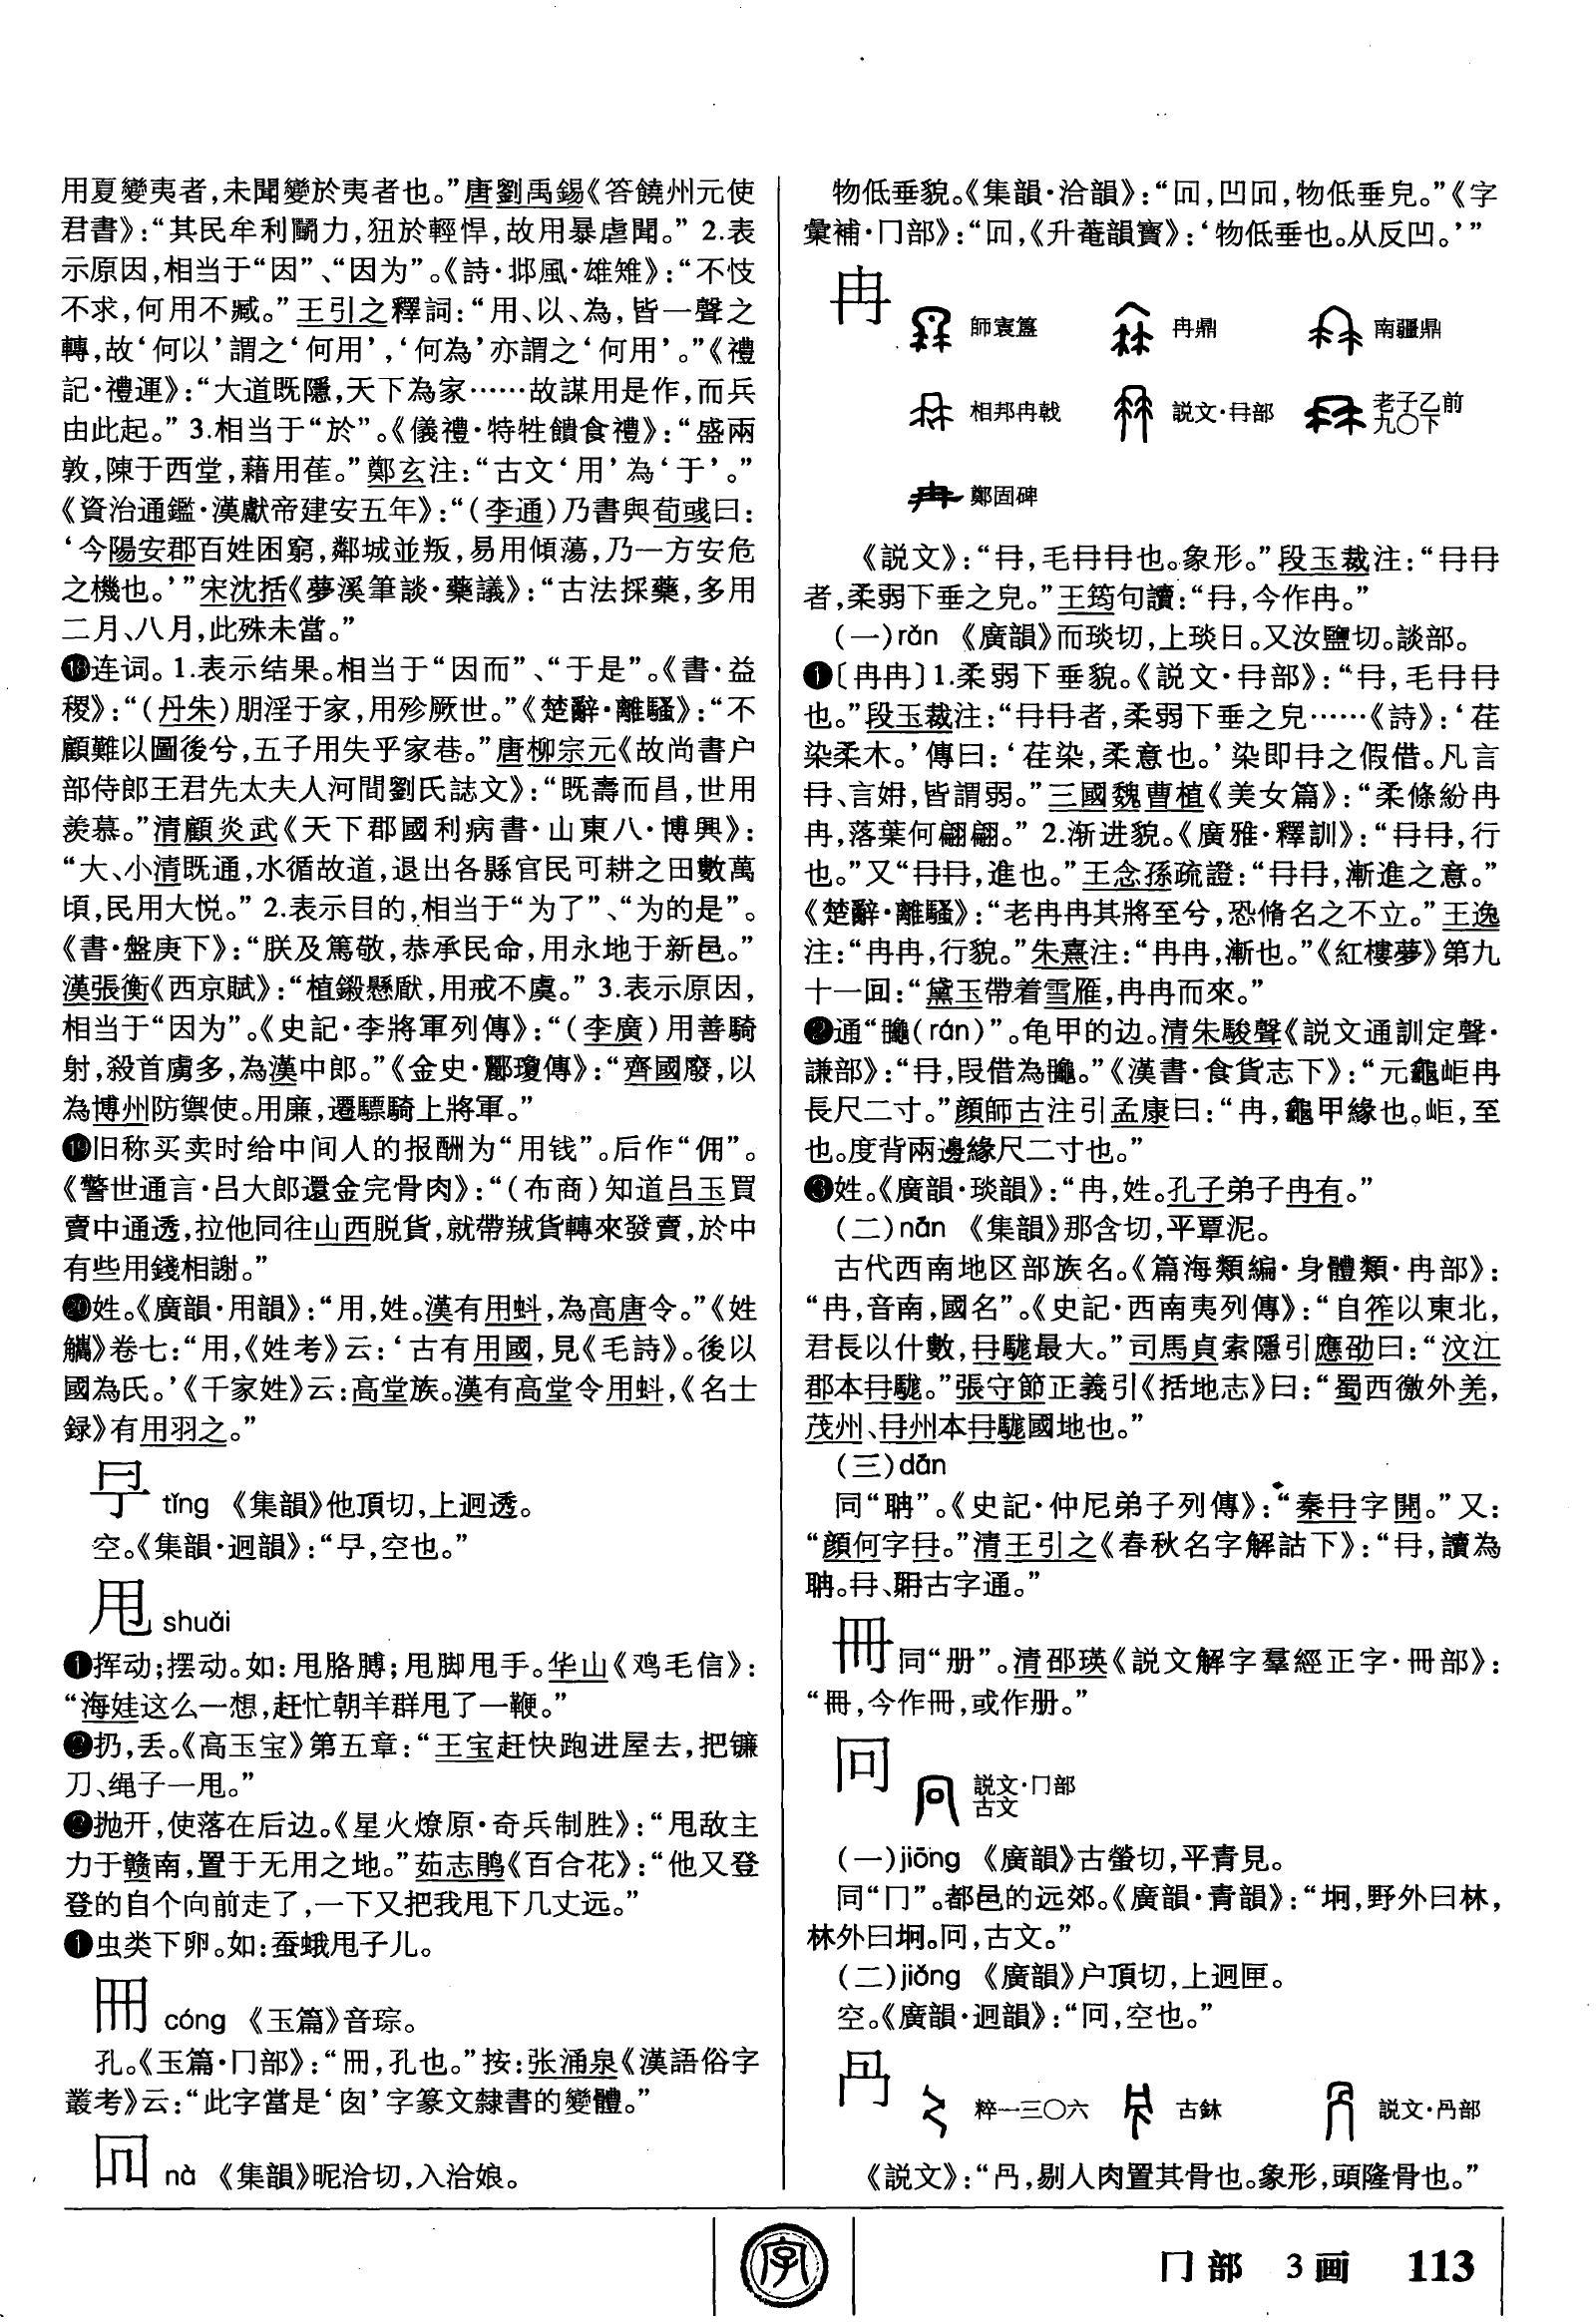 用夏變夷者,未聞變於夷者也。”唐劉禹錫《答饒州元使
君書》:“其民牟利鬭力,狃於輕悍,故用暴虐聞。” 2.表
示原因,相当于“因”、“因为”。《詩·邶風·雄雉》:“不忮
不求,何用不臧。”王引之釋詞:“用、以、為,皆一聲之
轉,故‘何以’謂之‘何用’,‘何為’亦謂之‘何用’。”《禮
記·禮運》:“大道既隱,天下為家……故謀用是作,而兵
由此起。” 3.相当于“於”。《儀禮·特牲饋食禮》:“盛兩
敦,陳于西堂,藉用萑。”鄭玄注:“古文‘用’為‘于’。”
《資治通鑑·漢獻帝建安五年》:“(李通)乃書與荀彧曰:
‘今陽安郡百姓困窮,鄰城並叛,易用傾蕩,乃一方安危
之機也。’”宋沈括《夢溪筆談·藥議》:“古法採藥,多用
二月、八月,此殊未當。”
⓲连词。1.表示结果。相当于“因而”、“于是”。《書·益
稷》:“(丹朱)朋淫于家,用殄厥世。”《楚辭·離騷》:“不
顧難以圖後兮,五子用失乎家巷。”唐柳宗元《故尚書户
部侍郎王君先太夫人河間劉氏誌文》:“既壽而昌,世用
羨慕。”清顧炎武《天下郡國利病書·山東八·博興》:
“大、小清既通,水循故道,退出各縣官民可耕之田數萬
頃,民用大悦。” 2.表示目的,相当于“为了”、“为的是”。
《書·盤庚下》:“朕及篤敬,恭承民命,用永地于新邑。”
漢張衡《西京賦》:“植鎩懸瞂,用戒不虞。” 3.表示原因,
相当于“因为”。《史記·李將軍列傳》:“(李廣)用善騎
射,殺首虜多,為漢中郎。”《金史·酈瓊傳》:“齊國廢,以
為博州防禦使。用廉,遷驃騎上將軍。”
⓳旧称买卖时给中间人的报酬为“用钱”。后作“佣”。
《警世通言·吕大郎還金完骨肉》:“(布商)知道吕玉買
賣中通透,拉他同往山西脱貨,就帶羢貨轉來發賣,於中
有些用錢相謝。”
⓴姓。《廣韻·用韻》:“用,姓。漢有用蚪,為高唐令。”《姓
觿》卷七:“用,《姓考》云:‘古有用國,見《毛詩》。後以
國為氏。’《千家姓》云:高堂族。漢有高堂令用蚪,《名士
録》有用羽之。”
tǐng 《集韻》他頂切,上迥透。
空。《集韻·迥韻》:“,空也。”
甩 shuǎi
❶挥动;摆动。如:甩胳膊;甩脚甩手。华山《鸡毛信》:
“海娃这么一想,赶忙朝羊群甩了一鞭。”
❷扔,丢。《高玉宝》第五章:“王宝赶快跑进屋去,把镰
刀、绳子一甩。”
❷抛开,使落在后边。《星火燎原·奇兵制胜》:“甩敌主
力于赣南,置于无用之地。”茹志鹃《百合花》:“他又登
登的自个向前走了,一下又把我甩下几丈远。”
❶虫类下卵。如:蚕蛾甩子儿。
cóng 《玉篇》音琮。
孔。《玉篇·冂部》:“,孔也。”按:张涌泉《漢語俗字
叢考》云:“此字當是‘囱’字篆文隸書的變體。”
nà 《集韻》昵洽切,入洽娘。
物低垂貌。《集韻·洽韻》:“,凹,物低垂皃。”《字
彙補·冂部》:“,《升菴韻寶》:‘物低垂也。从反凹。’”
冉 師寰簋 冉鼎 南疆鼎
相邦冉戟 説文·冄部 老子乙前九〇下
鄭固碑
《説文》:“冄,毛冄冄也。象形。”段玉裁注:“冄冄
者,柔弱下垂之皃。”王筠句讀:“冄,今作冉。”
(一)rǎn 《廣韻》而琰切,上琰日。又汝鹽切。談部。
❶〔冉冉〕1.柔弱下垂貌。《説文·冄部》:“冄,毛冄冄
也。”段玉裁注:“冄冄者,柔弱下垂之皃……《詩》:‘荏
染柔木。’傳曰:‘荏染,柔意也。’染即冄之假借。凡言
冄、言姌,皆謂弱。”三國魏曹植《美女篇》:“柔條紛冉
冉,落葉何翩翩。” 2.渐进貌。《廣雅·釋訓》:“冄冄,行
也。”又“冄冄,進也。”王念孫疏證:“冄冄,漸進之意。”
《楚辭·離騷》:“老冉冉其將至兮,恐脩名之不立。”王逸
注:“冉冉,行貌。”朱熹注:“冉冉,漸也。”《紅樓夢》第九
十一回:“黛玉帶着雪雁,冉冉而來。”
❷通“(rán)”。龟甲的边。清朱駿聲《説文通訓定聲·
謙部》:“冄,叚借為。”《漢書·食貨志下》:“元龜岠冉
長尺二寸。”顔師古注引孟康曰:“冉,龜甲緣也。岠,至
也。度背兩邊緣尺二寸也。”
❸姓。《廣韻·琰韻》:“冉,姓。孔子弟子冉有。”
(二)nān 《集韻》那含切,平覃泥。
古代西南地区部族名。《篇海類編·身體類·冉部》:
“冉,音南,國名”。《史記·西南夷列傳》:“自筰以東北,
君長以什數,冄駹最大。”司馬貞索隱引應劭曰:“汶江
郡本冄駹。”張守節正義引《括地志》曰:“蜀西徼外羌,
茂州、冄州本冄駹國地也。”
(三)dān
同“聃”。《史記·仲尼弟子列傳》:“秦冄字開。”又:
“顔何字冄。”清王引之《春秋名字解詁下》:“冄,讀為
聃。冄、古字通。”
同“册”。清邵瑛《説文解字羣經正字·冊部》:
“冊,今作冊,或作册。”
冋 説文·冂部古文
(一)jiōng 《廣韻》古螢切,平青見。
同“冂”。都邑的远郊。《廣韻·青韻》:“坰,野外曰林,
林外曰坰。冋,古文。”
(二)jiǒng 《廣韻》户頂切,上迥匣。
空。《廣韻·迥韻》:“冋,空也。”
冎 粹一三〇六 古鉥 説文·冎部
《説文》:“冎,剔人肉置其骨也。象形,頭隆骨也。”
字
冂部 3画 113